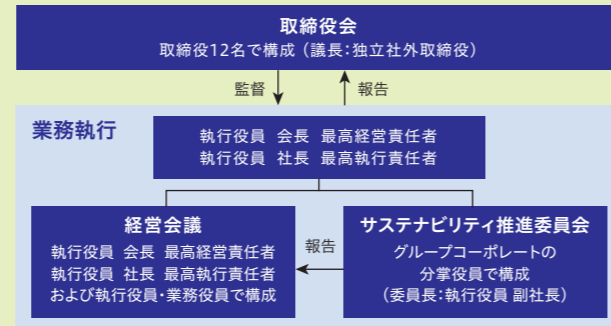 取締役会
取締役12名で構成（議長：独立社外取締役）
監督
報告
業務執行
執行役員 会長 最高経営責任者
執行役員 社長 最高執行責任者
経営会議
執行役員 会長 最高経営責任者
執行役員 社長 最高執行責任者
および執行役員・業務役員で構成
報告
サステナビリティ推進委員会
グループコーポレートの
分掌役員で構成
（委員長：執行役員 副社長）